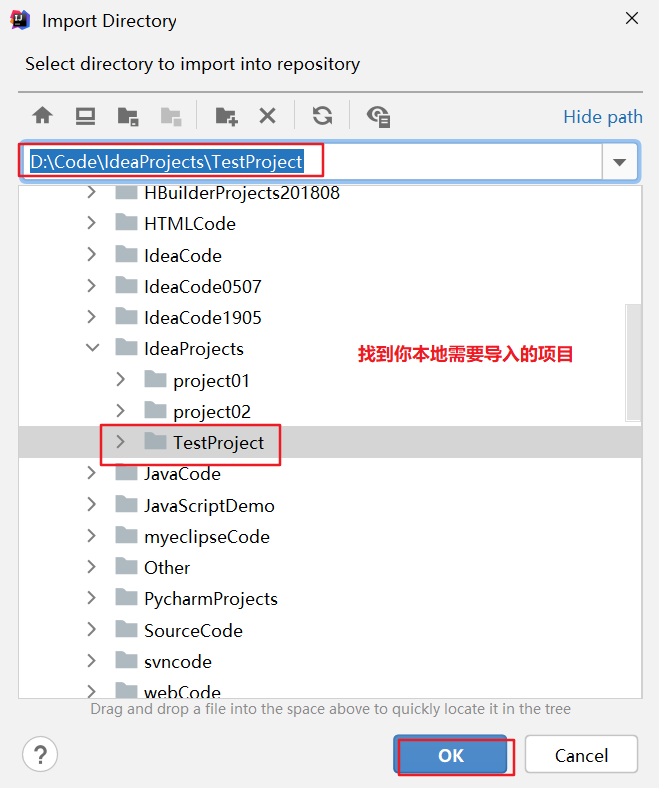 Import Directory
Select directory to import into repository
Hide path
D:\Code\IdeaProjects\TestProject
HBuilderProjects201808
HTMLCode
IdeaCode
IdeaCode0507
IdeaCode1905
IdeaProjects
找到你本地需要导入的项目
project01
project02
TestProject
JavaCode
JavaScriptDemo
myeclipseCode
Other
PycharmProjects
SourceCode
svncode
webCode
Drag and drop a file into the space above to quickly locate it in the tree
?
OK
Cancel